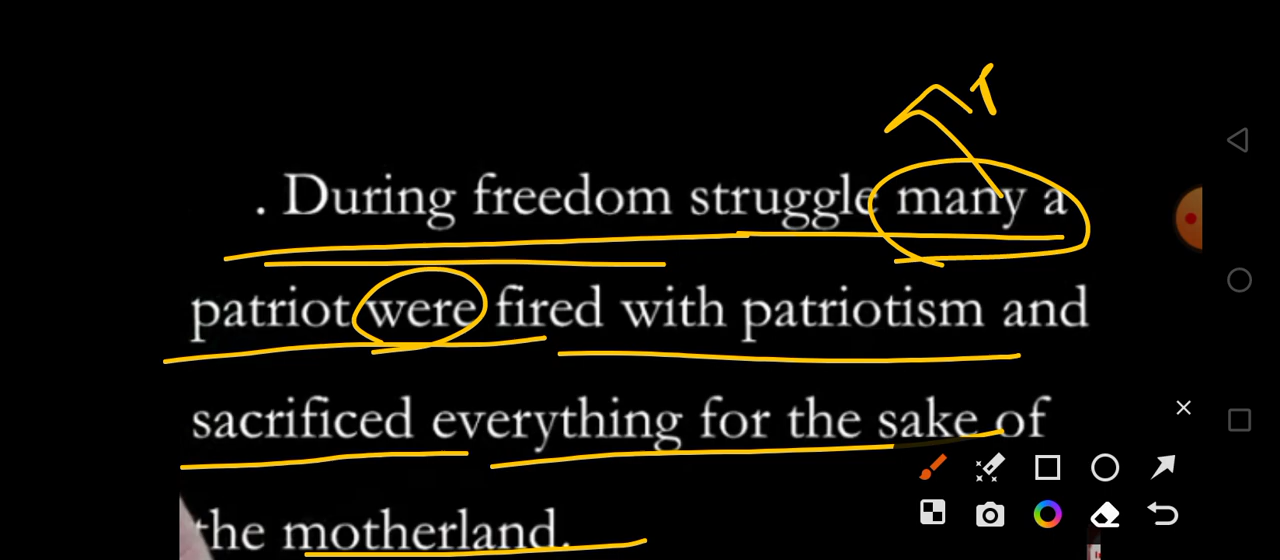 . During freedom struggle many a
patriot were fired with patriotism and
sacrificed everything for the sake of
the motherland.